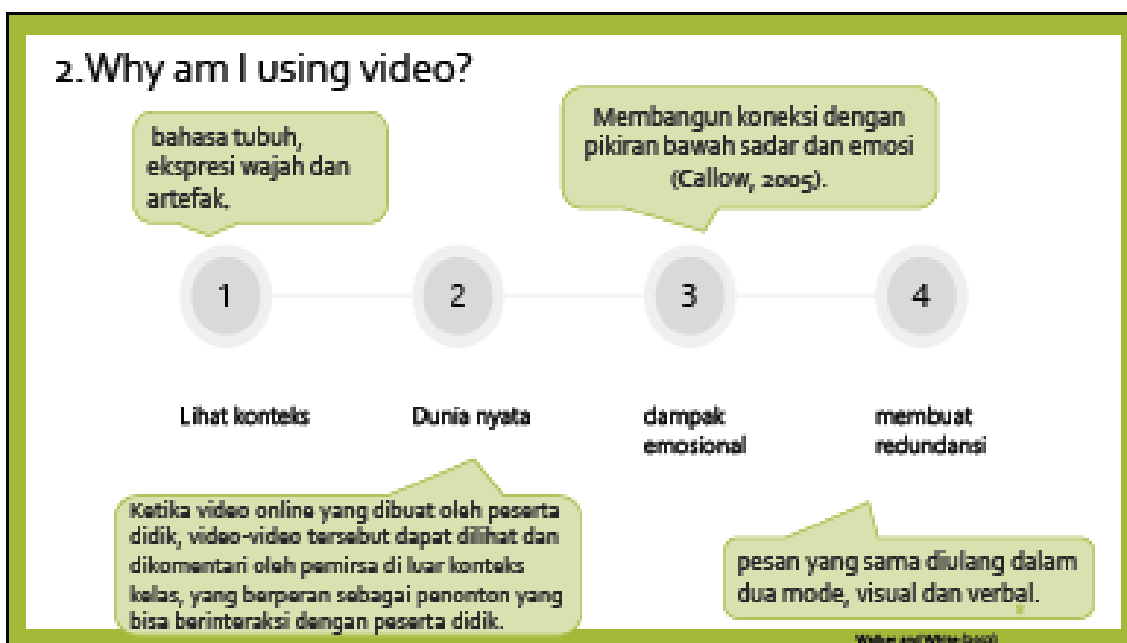 2.Why am I using video?
bahasa tubuh,
ekspresi wajah dan
artefak.
Membangun koneksi dengan
pikiran bawah sadar dan emosi
(Callow, 2005).
1
2
3
4
Lihat konteks
Dunia nyata
dampak
emosional
membuat
redundansi
Ketika video online yang dibuat oleh peserta
didik, video-video tersebut dapat dilihat dan
dikomentari oleh pemirsa di luar konteks
kelas, yang berperan sebagai penonton yang
bisa berinteraksi dengan peserta didik.
pesan yang sama diulang dalam
dua mode, visual dan verbal.
Walker and White